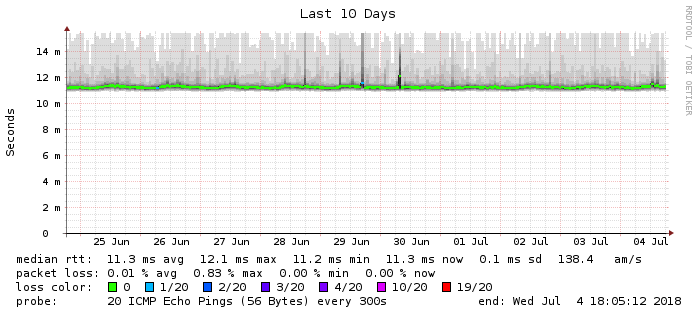 Last 10 Days
RRDTOOL / TOBI OETIKER
Seconds
14 m
12 m
10 m
8 m
6 m
4 m
2 m
0
25 Jun 26 Jun 27 Jun 28 Jun 29 Jun 30 Jun 01 Jul 02 Jul 03 Jul 04 Jul
median rtt: 11.3 ms avg 12.1 ms max 11.2 ms min 11.3 ms now 0.1 ms sd 138.4 am/s
packet loss: 0.01 % avg 0.83 % max 0.00 % min 0.00 % now
loss color: 0 1/20 2/20 3/20 4/20 10/20 19/20
probe: 20 ICMP Echo Pings (56 Bytes) every 300s end: Wed Jul 4 18:05:12 2018